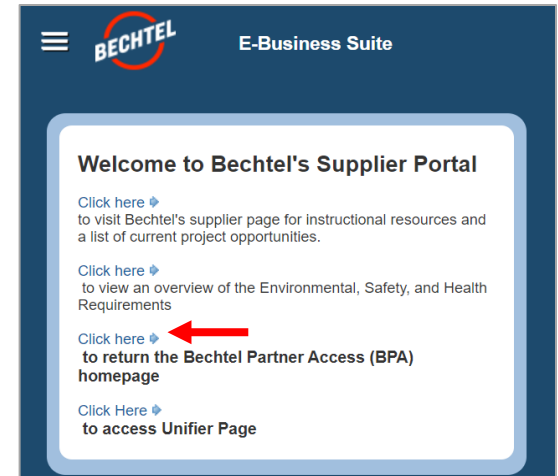 BECHTEL
E-Business Suite
Welcome to Bechtel's Supplier Portal
Click here
to visit Bechtel's supplier page for instructional resources and
a list of current project opportunities.
Click here
to view an overview of the Environmental, Safety, and Health
Requirements
Click here
to return the Bechtel Partner Access (BPA)
homepage
Click Here
to access Unifier Page